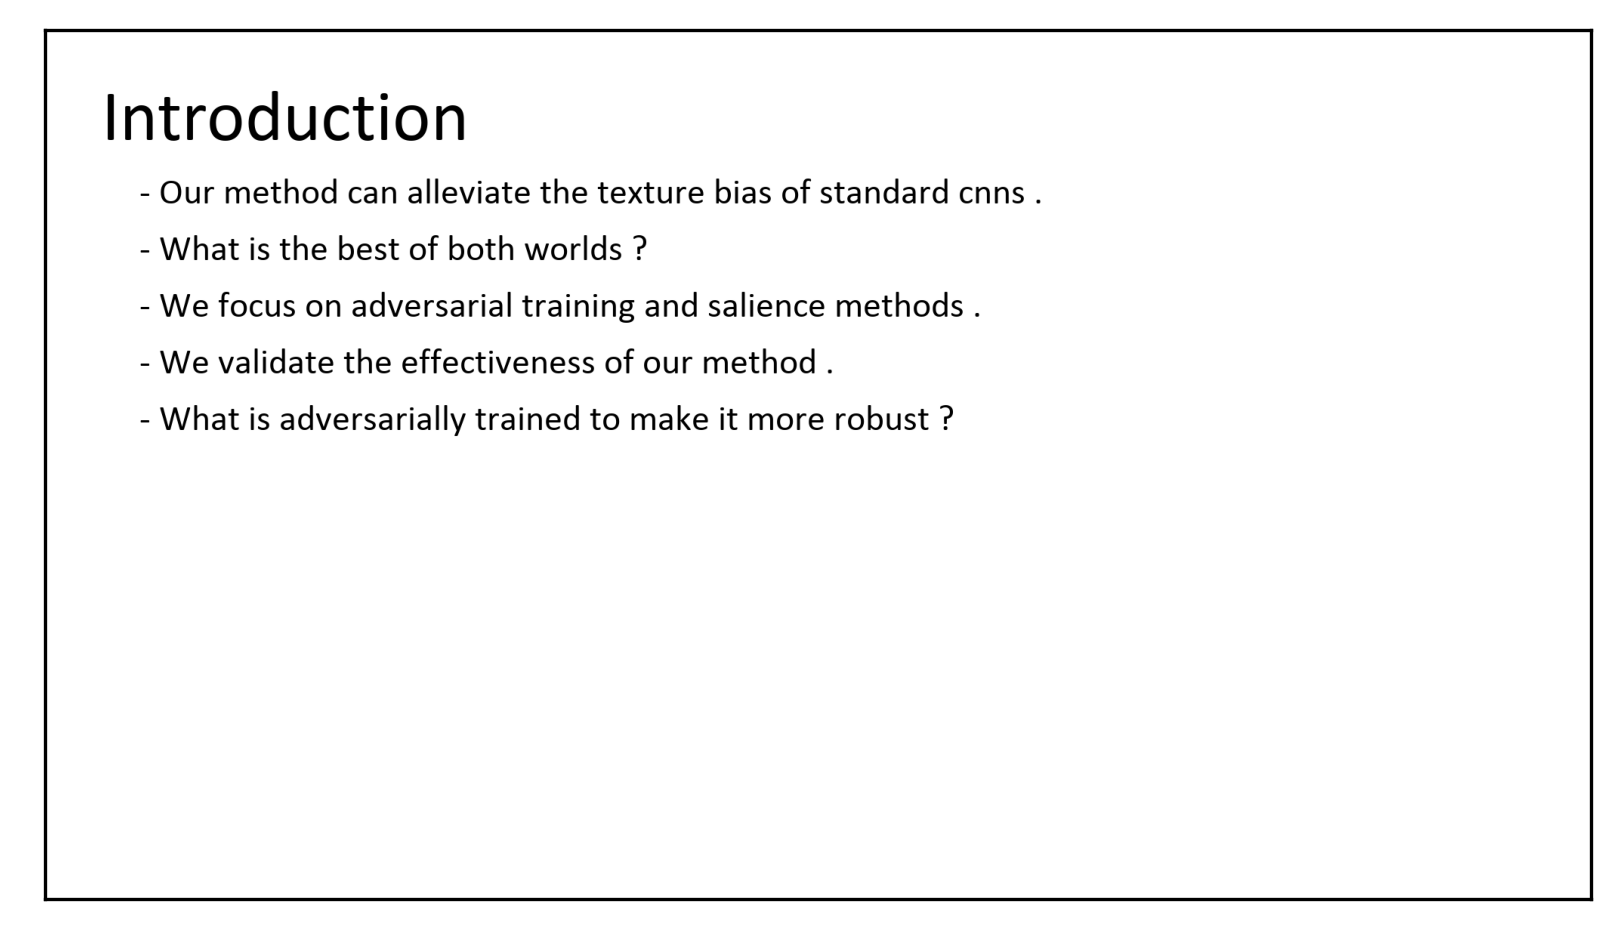 Introduction
- Our method can alleviate the texture bias of standard cnns .
- What is the best of both worlds ?
- We focus on adversarial training and salience methods .
- We validate the effectiveness of our method .
- What is adversarially trained to make it more robust ?